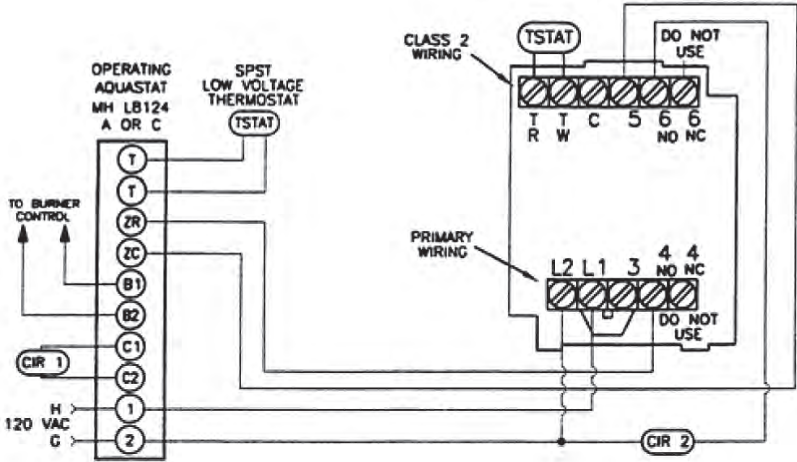 OPERATING
AQUASTAT
MH L8124
A OR C
SPST
LOW VOLTAGE
THERMOSTAT
TSTAT
T
T
ZR
ZC
B1
B2
C1
C2
1
2
TO BURNER
CONTROL
CIR 1
H
120 VAC
G
CLASS 2
WIRING
TSTAT
DO NOT
USE
T T C 5 6 6
R W NO NC
PRIMARY
WIRING
L2 L1 3 4 4
NO NC
DO NOT
USE
CIR 2